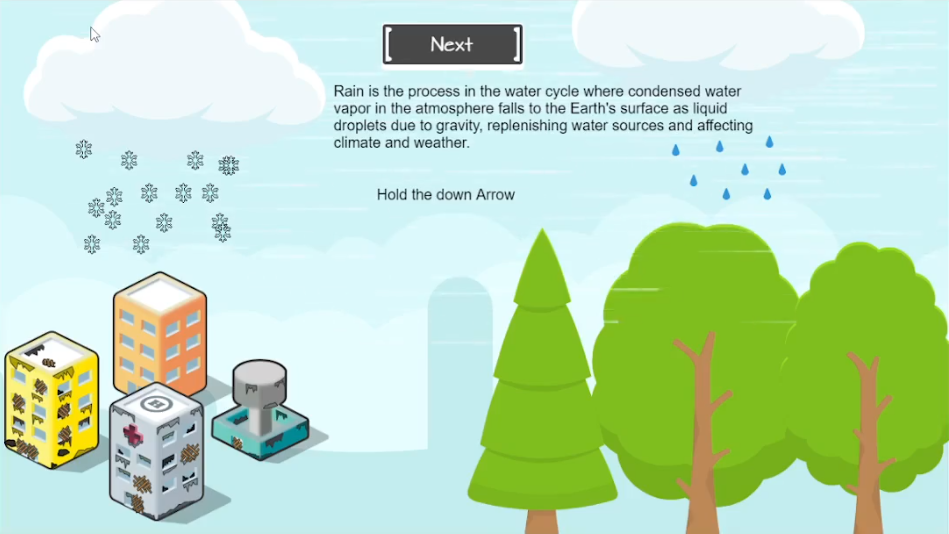 Next
Rain is the process in the water cycle where condensed water
vapor in the atmosphere falls to the Earth's surface as liquid
droplets due to gravity, replenishing water sources and affecting
climate and weather.
Hold the down Arrow
H